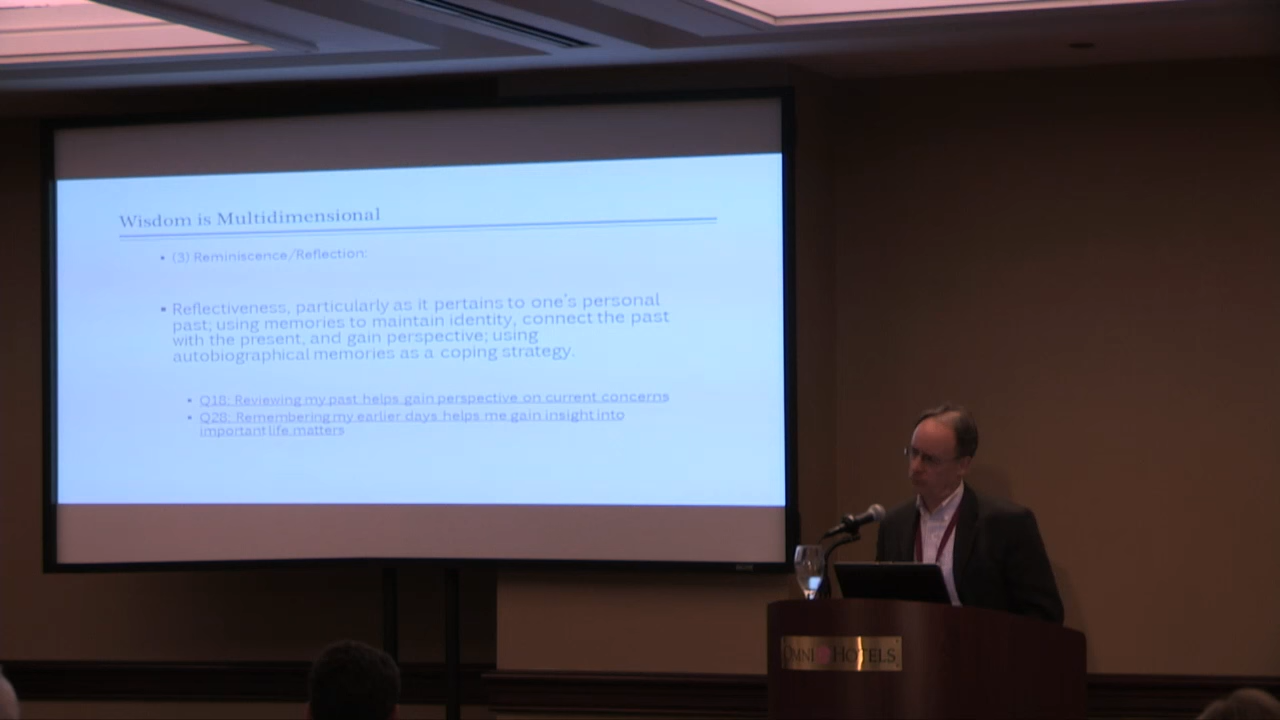 Wisdom is Multidimensional
▪ (3) Reminiscence/Reflection:
▪ Reflectiveness, particularly as it pertains to one's personal
past; using memories to maintain identity, connect the past
with the present, and gain perspective; using
autobiographical memories as a coping strategy.
▪ Q18: Reviewing my past helps gain perspective on current concerns
▪ Q28: Remembering my earlier days helps me gain insight into
important life matters
OMNI HOTELS